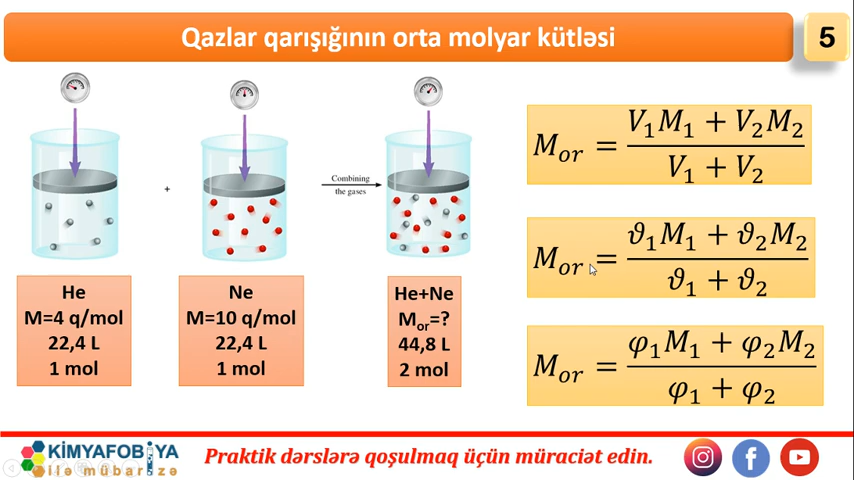 Qazlar qarışığının orta molyar kütləsi
5
+
Combining
the gases
He
M=4 q/mol
22,4 L
1 mol
Ne
M=10 q/mol
22,4 L
1 mol
He+Ne
Mor=?
44,8 L
2 mol
Mor = (V1M1 + V2M2) / (V1 + V2)
Mor = (ϑ1M1 + ϑ2M2) / (ϑ1 + ϑ2)
Mor = (φ1M1 + φ2M2) / (φ1 + φ2)
KİMYAFOBİYA
ilə mübarizə
Praktik dərslərə qoşulmaq üçün müraciət edin.